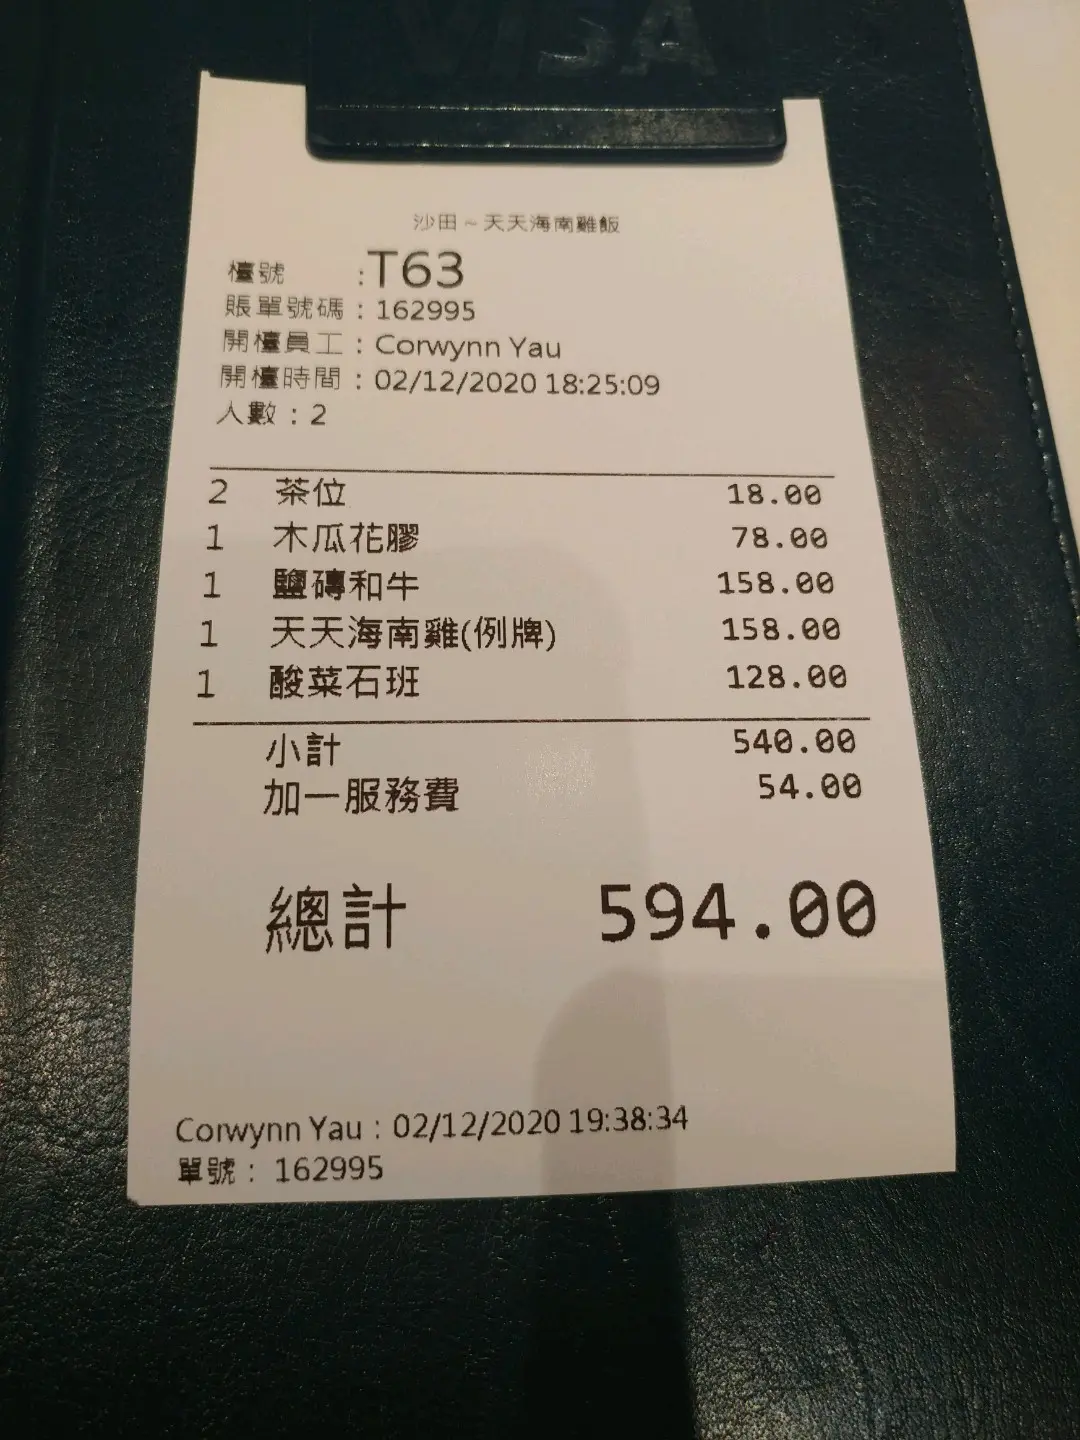 VISA
沙田～天天海南雞飯
檯號 :T63
賬單號碼 : 162995
開檯員工 : Corwynn Yau
開檯時間 : 02/12/2020 18:25:09
人數 : 2
2 茶位 18.00
1 木瓜花膠 78.00
1 鹽磚和牛 158.00
1 天天海南雞(例牌) 158.00
1 酸菜石班 128.00
小計 540.00
加一服務費 54.00
總計 594.00
Corwynn Yau : 02/12/2020 19:38:34
單號 : 162995